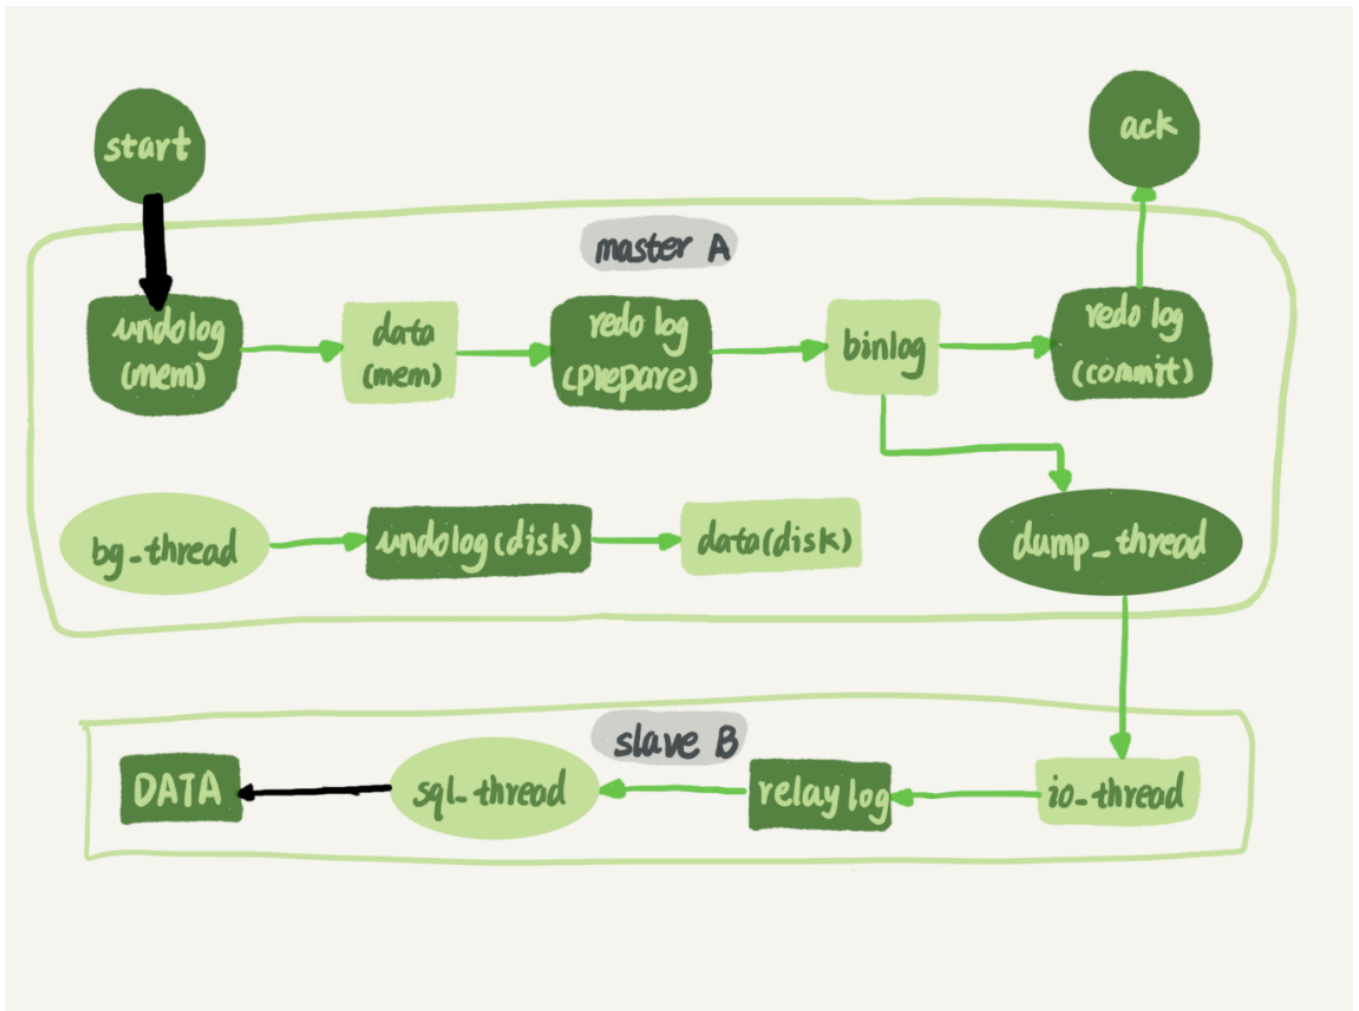 start
ack
master A
undolog
(mem)
data
(mem)
redo log
(prepare)
binlog
redo log
(commit)
bg_thread
undolog(disk)
data(disk)
dump_thread
slave B
DATA
sql_thread
relay log
io_thread